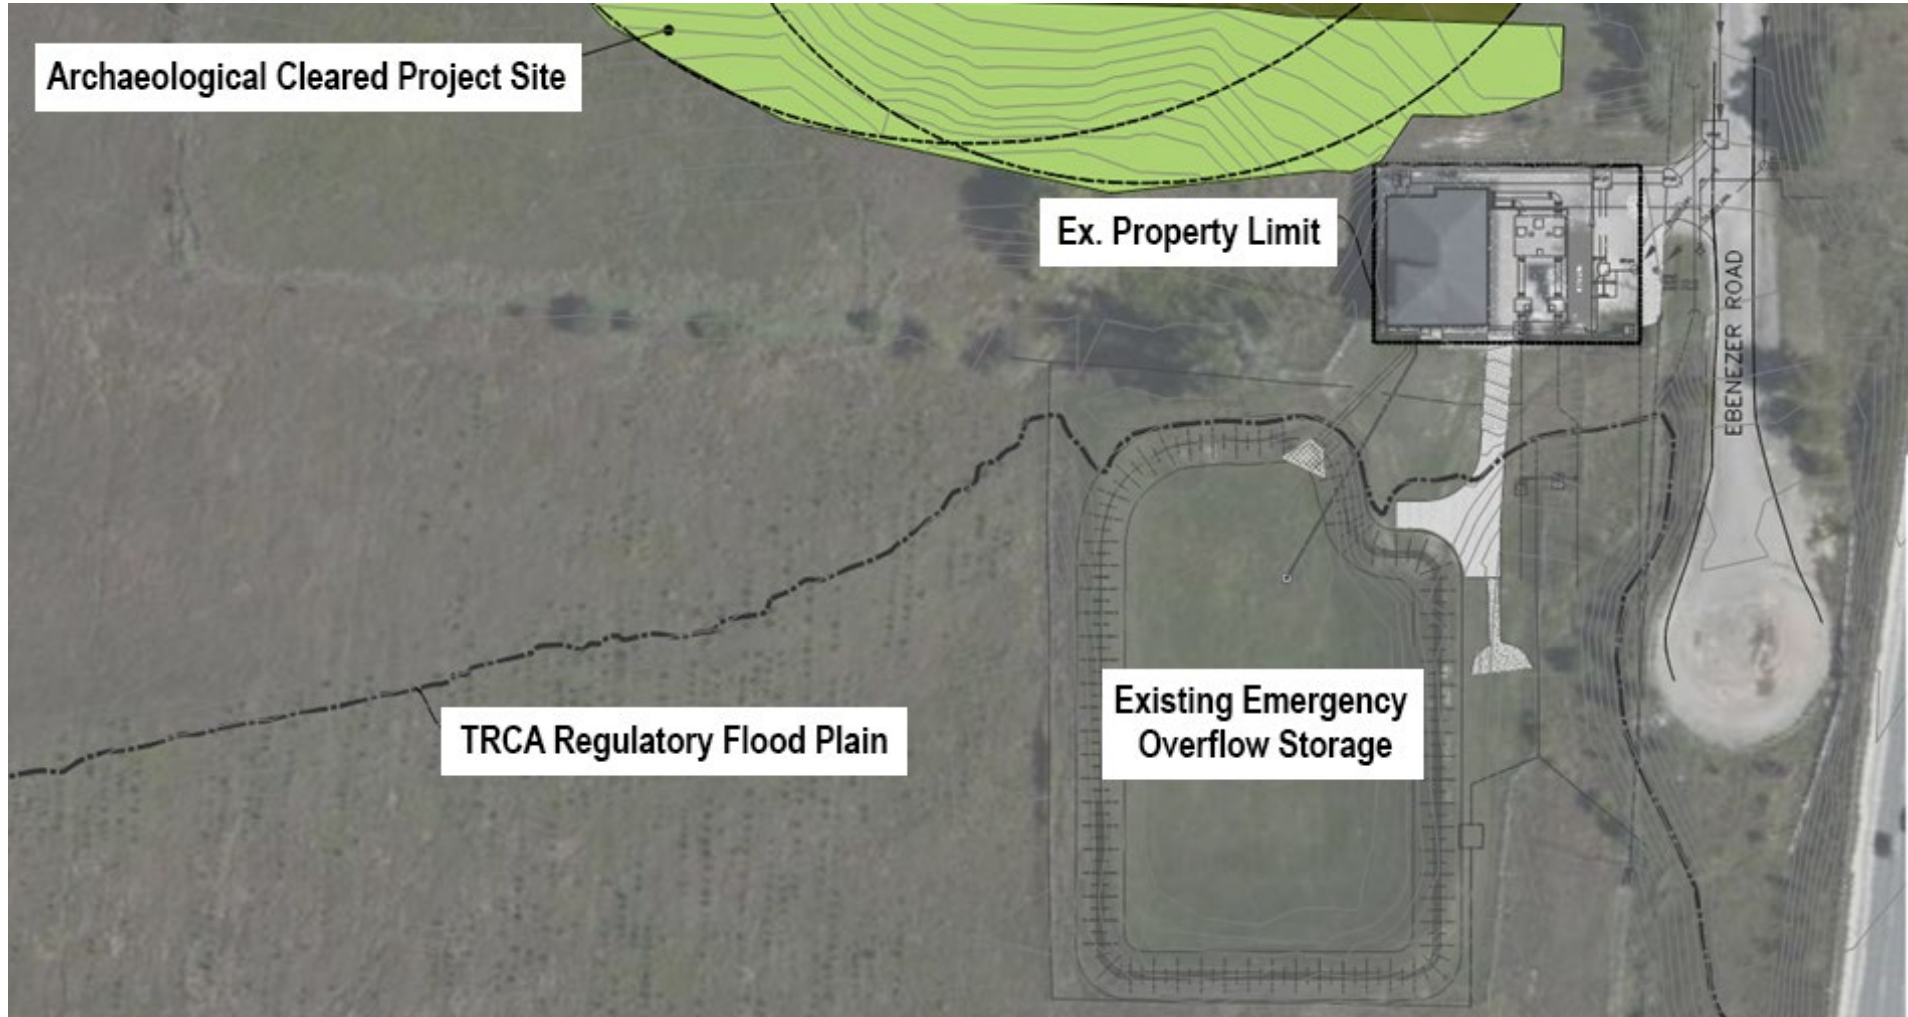 Archaeological Cleared Project Site
Ex. Property Limit
EBENEZER ROAD
TRCA Regulatory Flood Plain
Existing Emergency
Overflow Storage